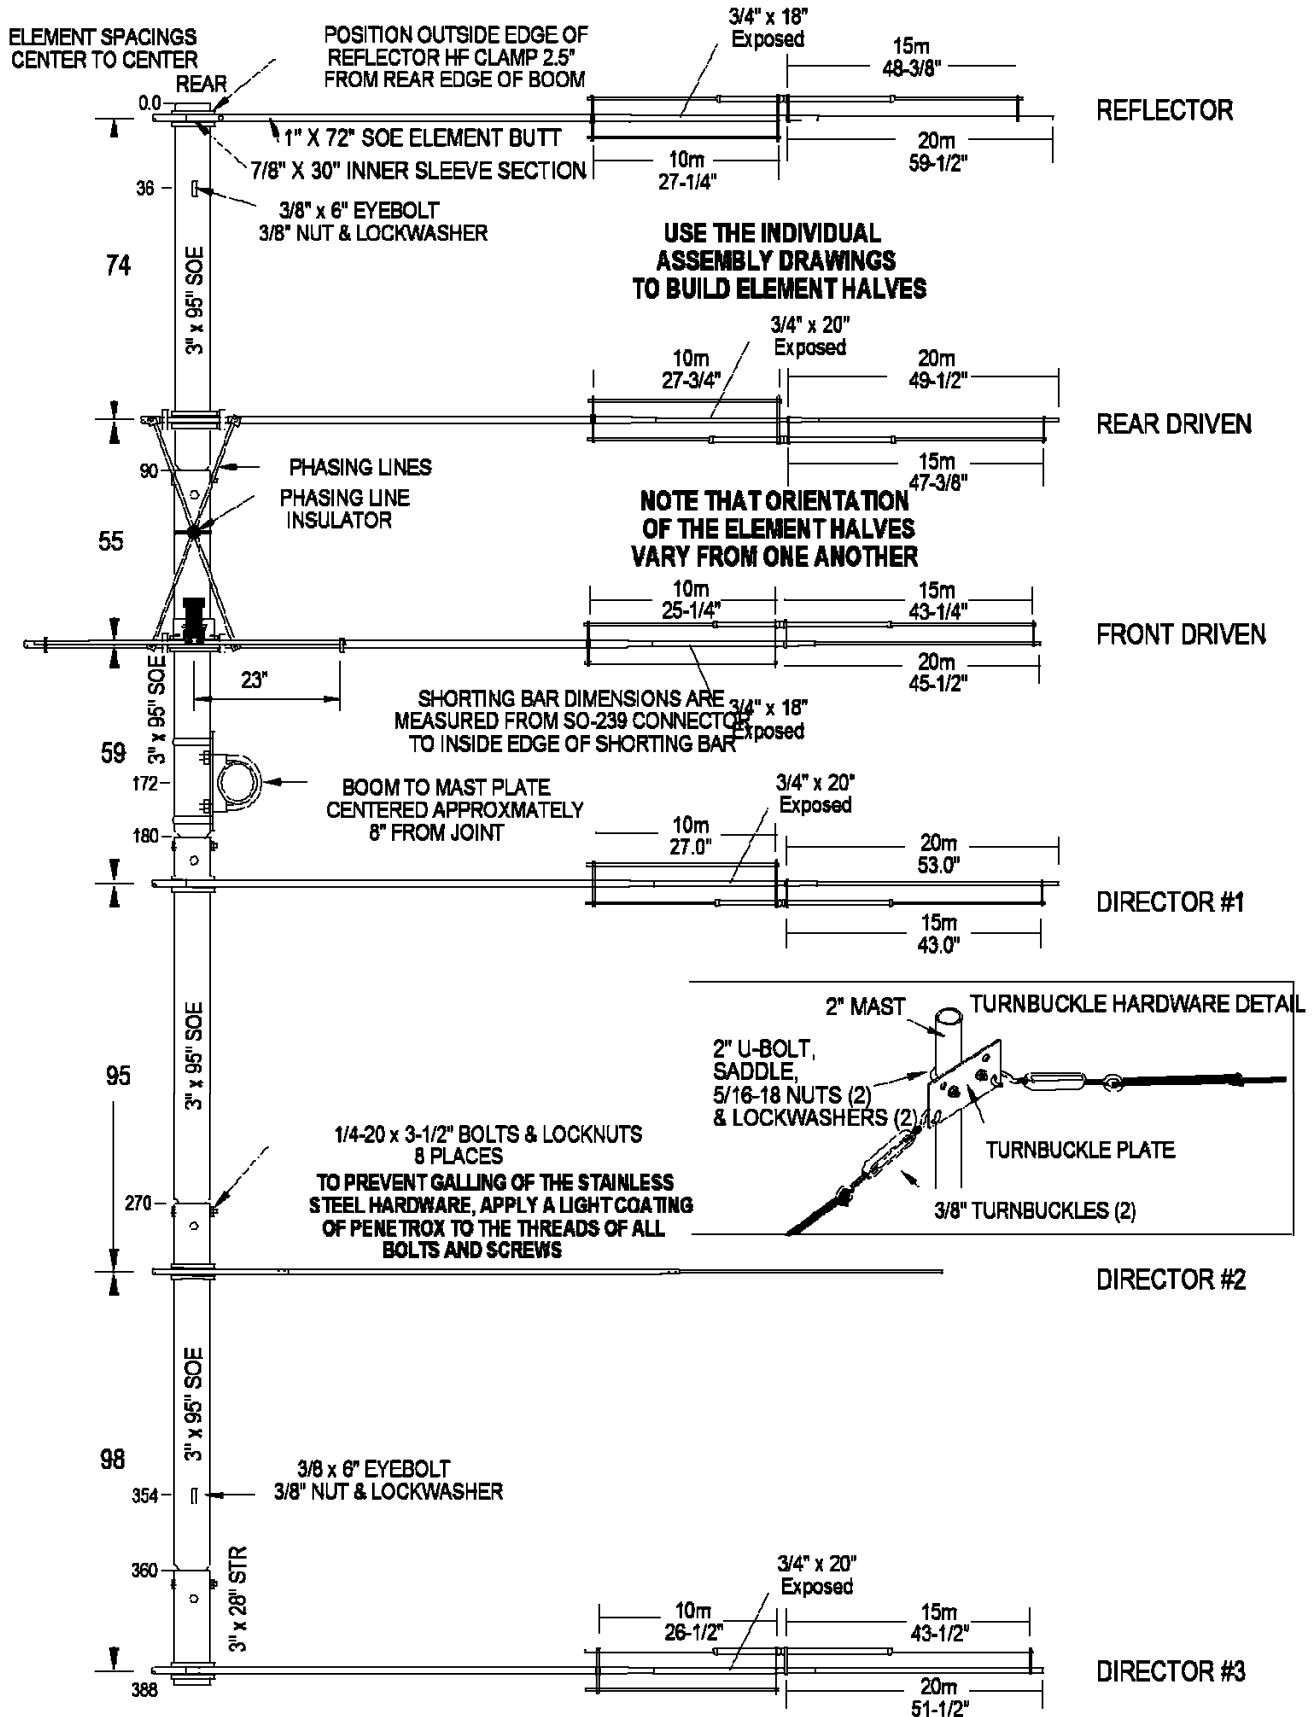 ELEMENT SPACINGS
CENTER TO CENTER
REAR
0.0
POSITION OUTSIDE EDGE OF
REFLECTOR HF CLAMP 2.5"
FROM REAR EDGE OF BOOM
3/4" x 18"
Exposed
15m
48-3/8"
REFLECTOR
1" X 72" SOE ELEMENT BUTT
7/8" X 30" INNER SLEEVE SECTION
10m
27-1/4"
20m
59-1/2"
36
3/8" x 6" EYEBOLT
3/8" NUT & LOCKWASHER
74
3" x 95" SOE
USE THE INDIVIDUAL
ASSEMBLY DRAWINGS
TO BUILD ELEMENT HALVES
3/4" x 20"
Exposed
10m
27-3/4"
20m
49-1/2"
REAR DRIVEN
15m
47-3/8"
90
PHASING LINES
PHASING LINE
INSULATOR
55
NOTE THAT ORIENTATION
OF THE ELEMENT HALVES
VARY FROM ONE ANOTHER
10m
25-1/4"
15m
43-1/4"
FRONT DRIVEN
20m
45-1/2"
23"
3" x 95" SOE
SHORTING BAR DIMENSIONS ARE
MEASURED FROM SO-239 CONNECTOR
TO INSIDE EDGE OF SHORTING BAR
3/4" x 18"
Exposed
59
172
BOOM TO MAST PLATE
CENTERED APPROXMATELY
8" FROM JOINT
180
3/4" x 20"
Exposed
10m
27.0"
20m
53.0"
DIRECTOR #1
15m
43.0"
95
3" x 95" SOE
2" MAST
TURNBUCKLE HARDWARE DETAIL
2" U-BOLT,
SADDLE,
5/16-18 NUTS (2)
& LOCKWASHERS (2)
TURNBUCKLE PLATE
3/8" TURNBUCKLES (2)
1/4-20 x 3-1/2" BOLTS & LOCKNUTS
8 PLACES
TO PREVENT GALLING OF THE STAINLESS
STEEL HARDWARE, APPLY A LIGHT COATING
OF PENETROX TO THE THREADS OF ALL
BOLTS AND SCREWS
270
DIRECTOR #2
3" x 95" SOE
98
3/8 x 6" EYEBOLT
3/8" NUT & LOCKWASHER
354
360
3" x 28" STR
3/4" x 20"
Exposed
10m
26-1/2"
15m
43-1/2"
DIRECTOR #3
20m
51-1/2"
388